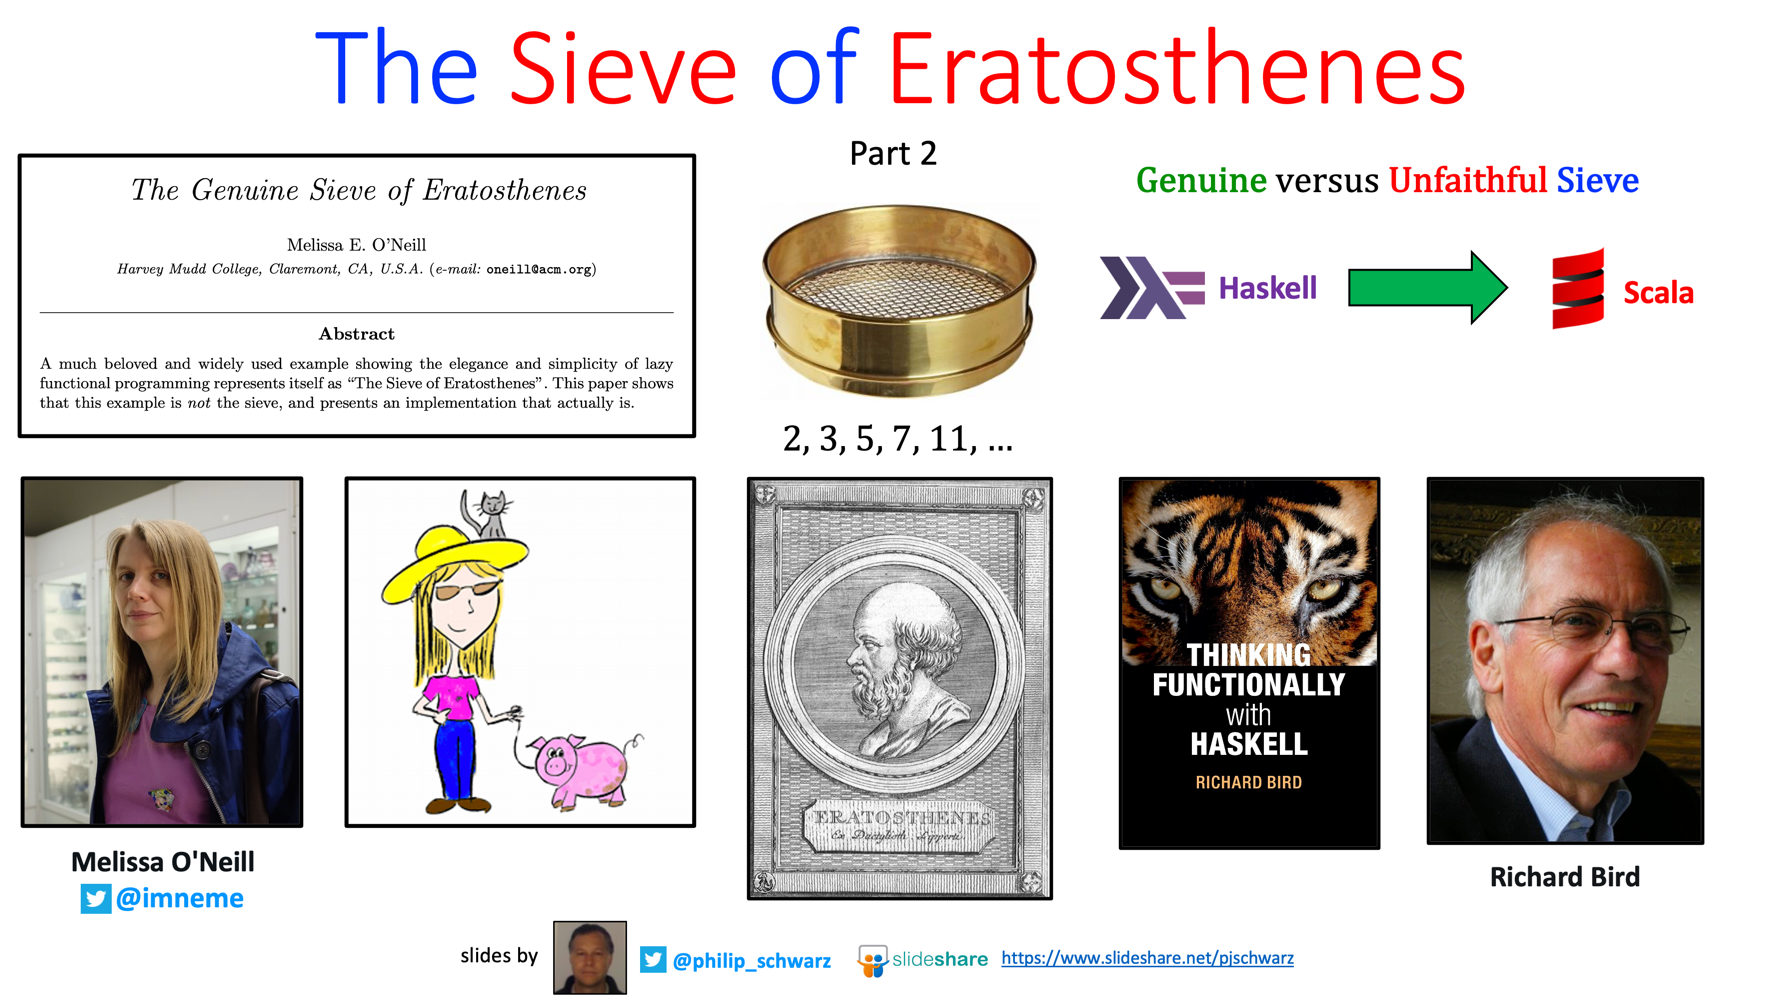 The Sieve of Eratosthenes
Part 2
The Genuine Sieve of Eratosthenes
Melissa E. O'Neill
Harvey Mudd College, Claremont, CA, U.S.A. (e-mail: oneill@acm.org)
Abstract
A much beloved and widely used example showing the elegance and simplicity of lazy
functional programming represents itself as “The Sieve of Eratosthenes”. This paper shows
that this example is not the sieve, and presents an implementation that actually is.
Genuine versus Unfaithful Sieve
Haskell
Scala
2, 3, 5, 7, 11, …
ERATOSTHENES
THINKING
FUNCTIONALLY
with
HASKELL
RICHARD BIRD
Melissa O'Neill
@imneme
Richard Bird
slides by
@philip_schwarz
slideshare
https://www.slideshare.net/pjschwarz